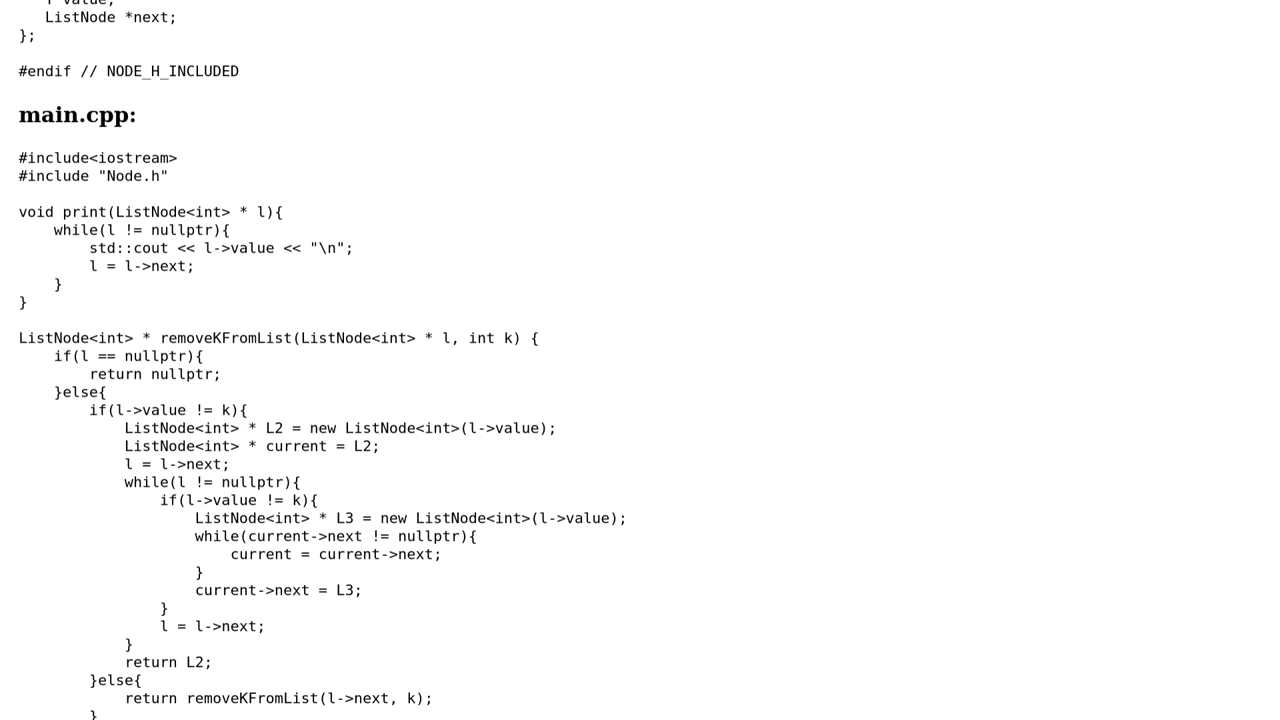 T value;
   ListNode *next;
};

#endif // NODE_H_INCLUDED

main.cpp:

#include<iostream>
#include "Node.h"

void print(ListNode<int> * l){
    while(l != nullptr){
        std::cout << l->value << "\n";
        l = l->next;
    }
}

ListNode<int> * removeKFromList(ListNode<int> * l, int k) {
    if(l == nullptr){
        return nullptr;
    }else{
        if(l->value != k){
            ListNode<int> * L2 = new ListNode<int>(l->value);
            ListNode<int> * current = L2;
            l = l->next;
            while(l != nullptr){
                if(l->value != k){
                    ListNode<int> * L3 = new ListNode<int>(l->value);
                    while(current->next != nullptr){
                        current = current->next;
                    }
                    current->next = L3;
                }
                l = l->next;
            }
            return L2;
        }else{
            return removeKFromList(l->next, k);
        }